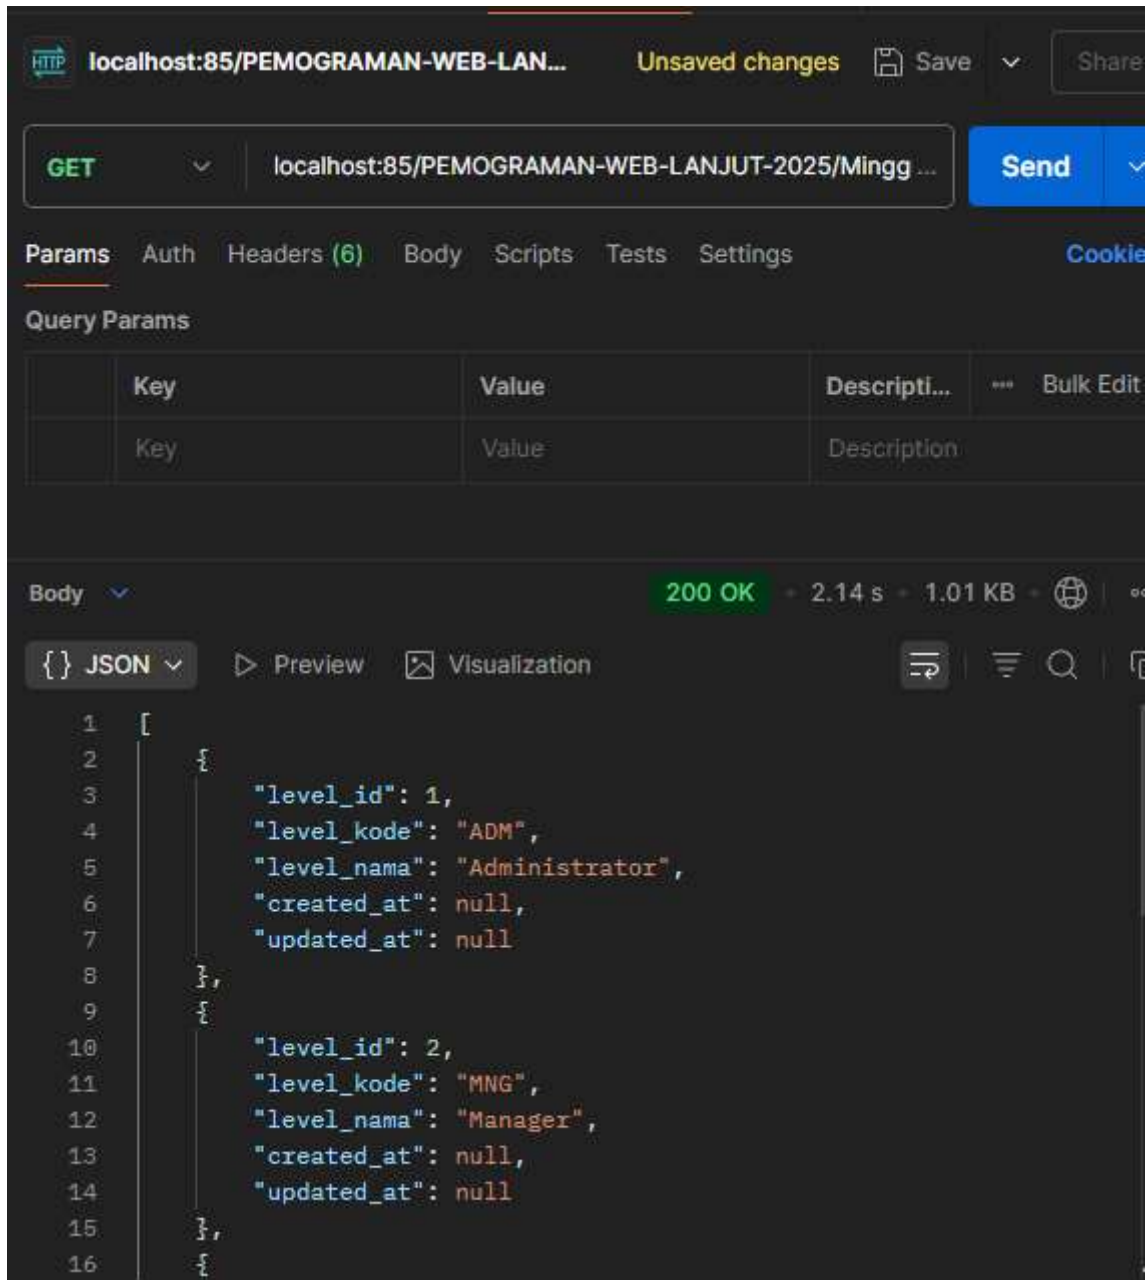 HTTP localhost:85/PEMOGRAMAN-WEB-LAN... Unsaved changes Save Share
GET localhost:85/PEMOGRAMAN-WEB-LANJUT-2025/Mingg ... Send
Params Auth Headers (6) Body Scripts Tests Settings Cookie
Query Params
Key Value Descripti... Bulk Edit
Key Value Description
Body 200 OK 2.14 s 1.01 KB
{} JSON Preview Visualization
1 [
2 {
3 "level_id": 1,
4 "level_kode": "ADM",
5 "level_nama": "Administrator",
6 "created_at": null,
7 "updated_at": null
8 },
9 {
10 "level_id": 2,
11 "level_kode": "MNG",
12 "level_nama": "Manager",
13 "created_at": null,
14 "updated_at": null
15 },
16 {